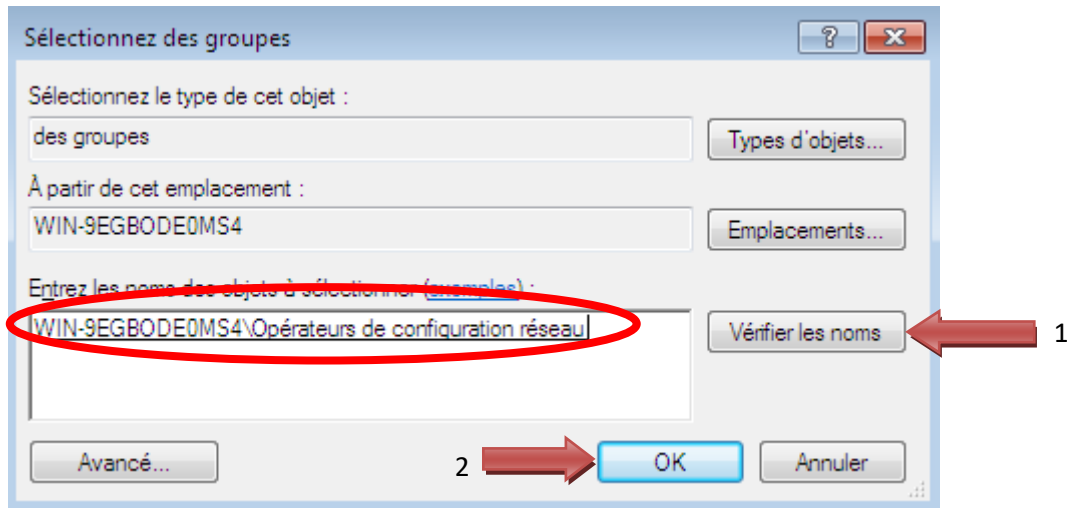 Sélectionnez des groupes
Sélectionnez le type de cet objet :
des groupes
Types d'objets...
À partir de cet emplacement :
WIN-9EGBODE0MS4
Emplacements...
Entrez les noms des objets à sélectionner (exemples) :
WIN-9EGBODE0MS4\Opérateurs de configuration réseau
Vérifier les noms
1
Avancé...
2
OK
Annuler